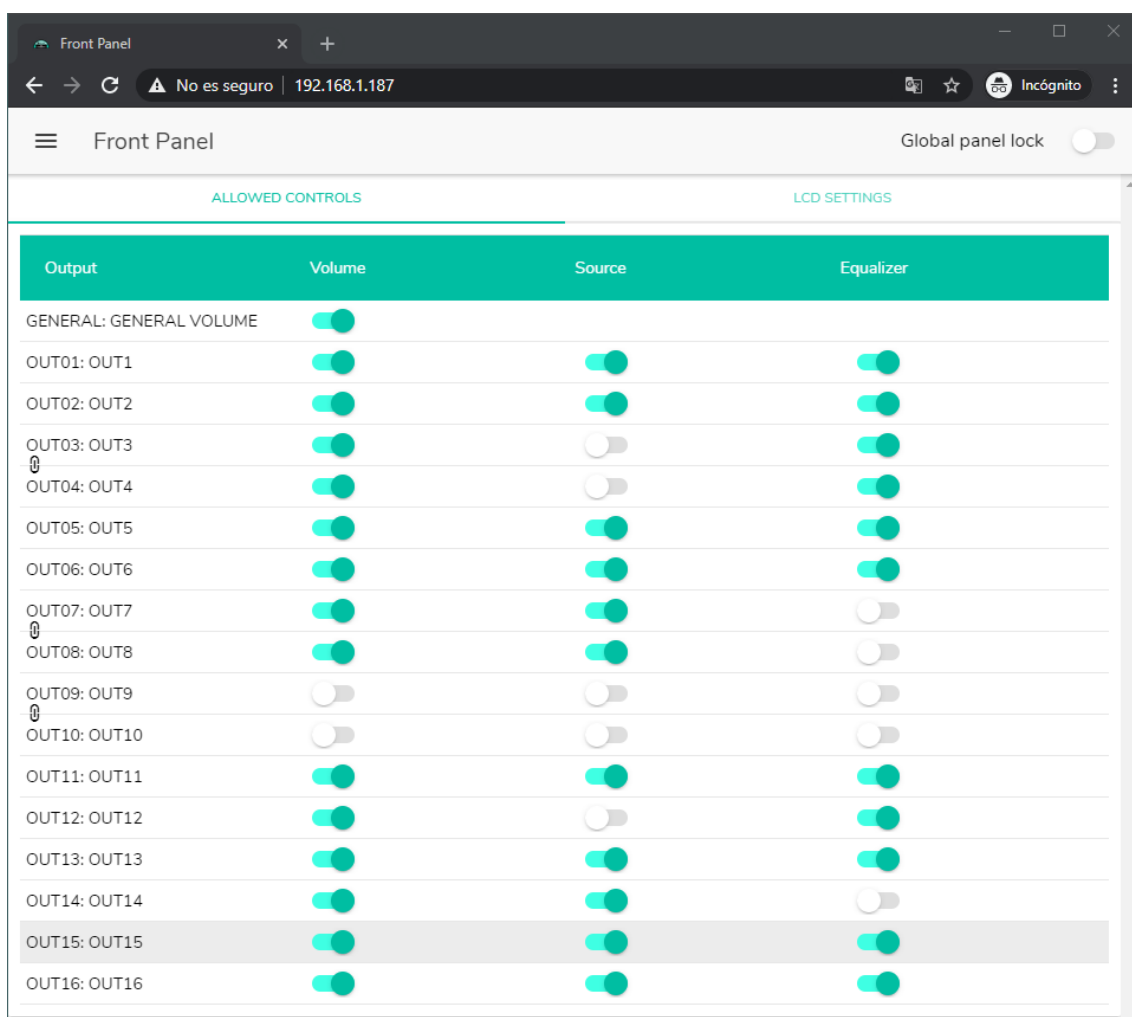 Front Panel
No es seguro | 192.168.1.187
Incógnito
Front Panel Global panel lock
ALLOWED CONTROLS LCD SETTINGS
Output Volume Source Equalizer
GENERAL: GENERAL VOLUME
OUT01: OUT1
OUT02: OUT2
OUT03: OUT3
OUT04: OUT4
OUT05: OUT5
OUT06: OUT6
OUT07: OUT7
OUT08: OUT8
OUT09: OUT9
OUT10: OUT10
OUT11: OUT11
OUT12: OUT12
OUT13: OUT13
OUT14: OUT14
OUT15: OUT15
OUT16: OUT16